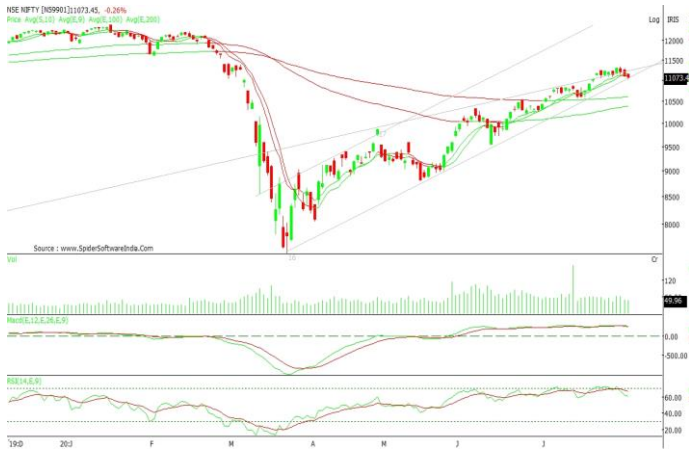 NSE NIFTY [N59901]11073.45, -0.26%
Price Avg(S,10) Avg(E,9) Avg(E,100) Avg(E,200)
Log IRIS
12000
11500
11073.4
10500
10000
9500
9000
8500
8000
Source : www.SpiderSoftwareIndia.Com
Vol Cr
120
49.96
Macd(E,12,E,26,E,9)
0.00
-500.00
RSI(14,E,9)
60.00
40.00
20.00
'19:D 20:J F M A M J J